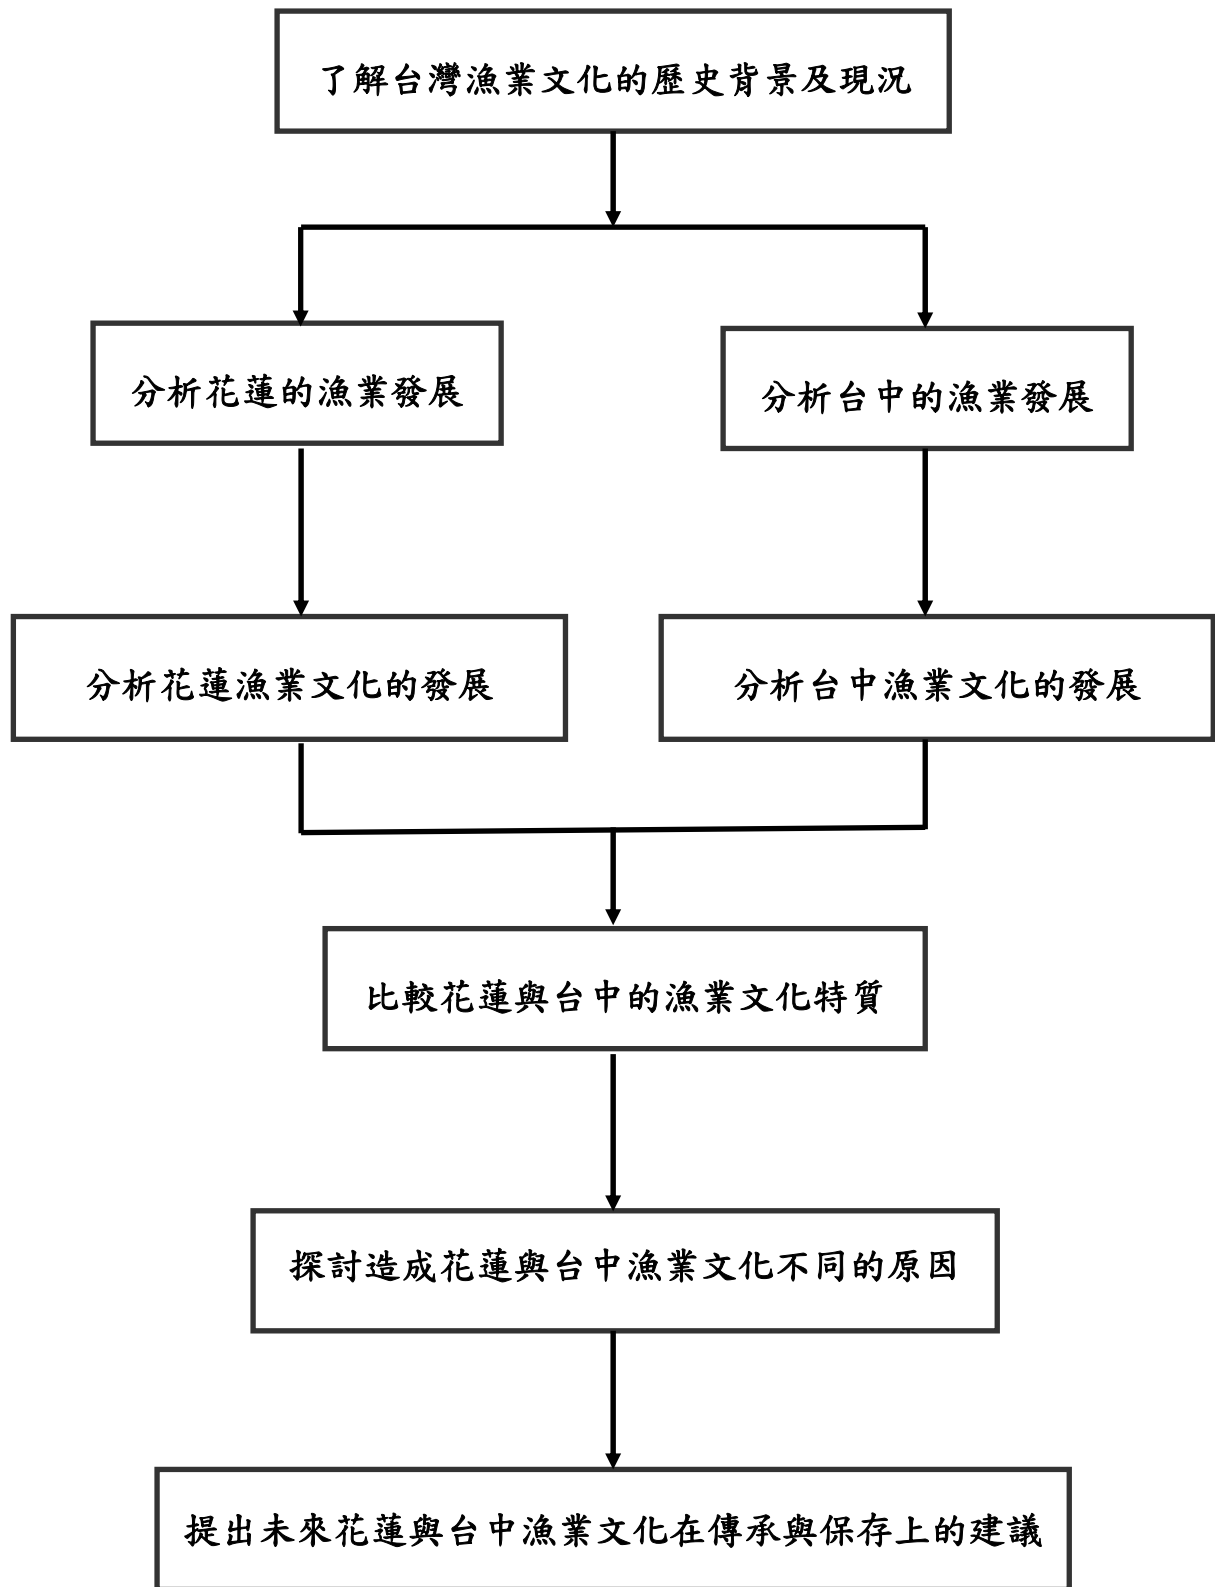 了解台灣漁業文化的歷史背景及現況
分析花蓮的漁業發展
分析台中的漁業發展
分析花蓮漁業文化的發展
分析台中漁業文化的發展
比較花蓮與台中的漁業文化特質
探討造成花蓮與台中漁業文化不同的原因
提出未來花蓮與台中漁業文化在傳承與保存上的建議